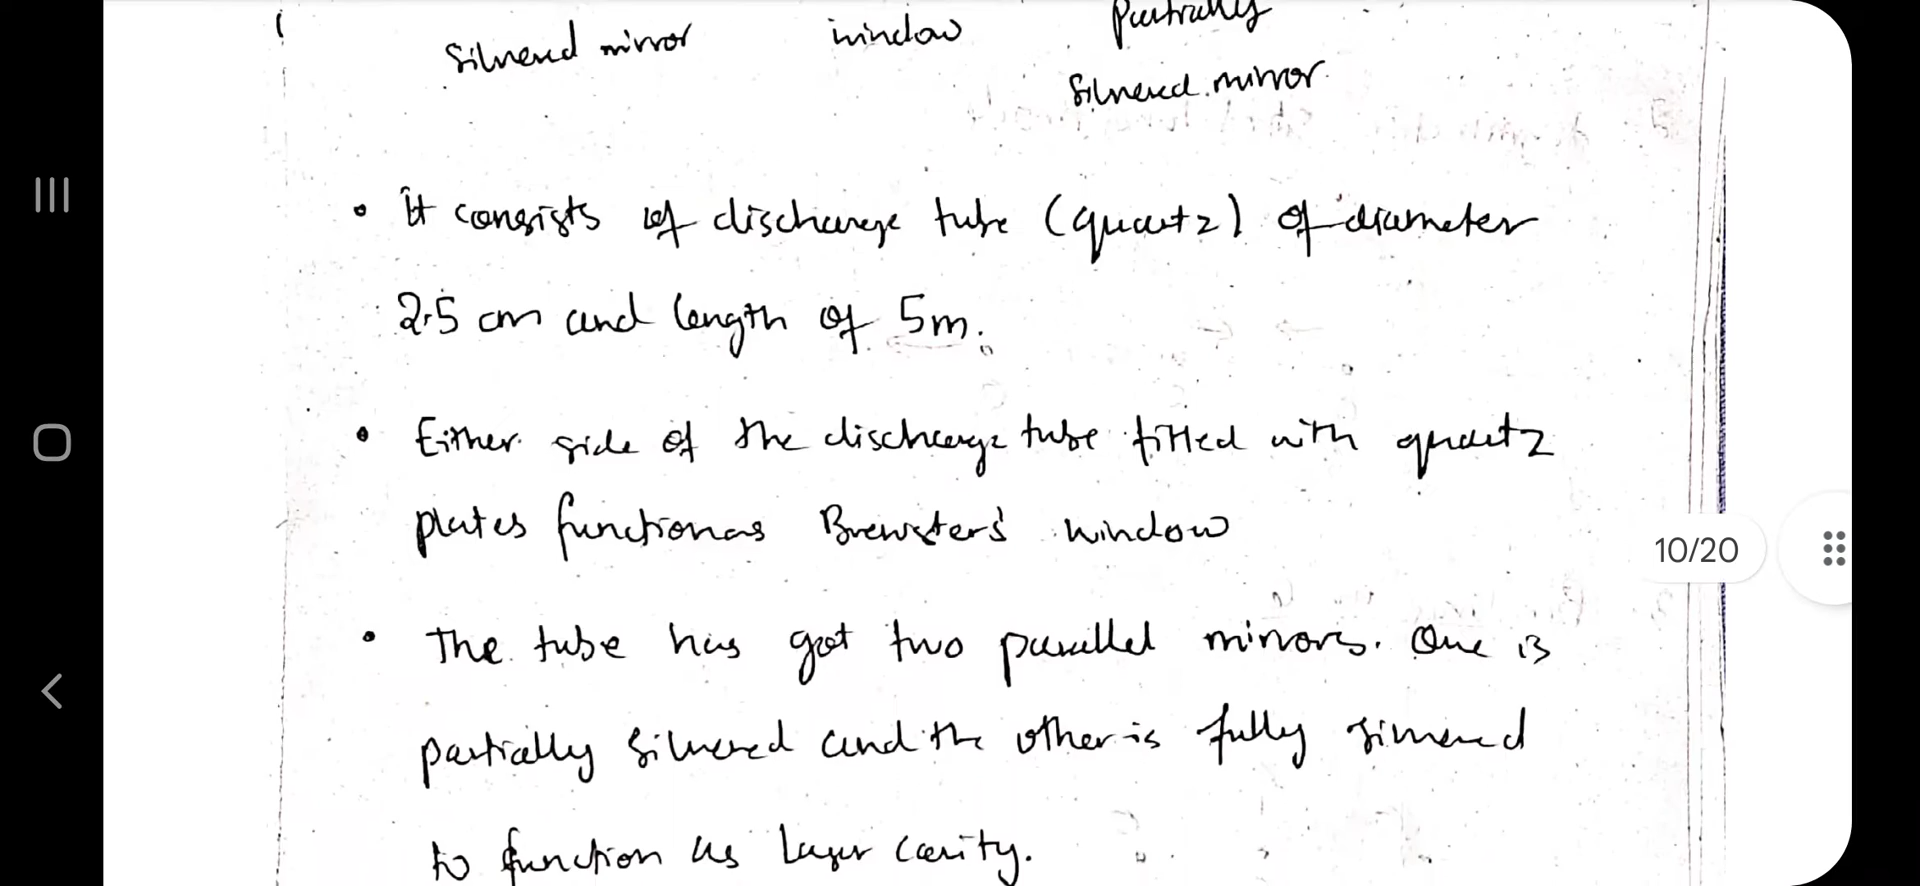 Partially
Silvered mirror window
Silvered mirror.
• It consists of discharge tube (quartz) of diameter
2.5 cm and length of 5m.
• Either side of the discharge tube fitted with quartz
plates function as Brewster's window
10/20
• The tube has got two parallel mirrors. One is
partially silvered and the other is fully silvered
to function as laser cavity.